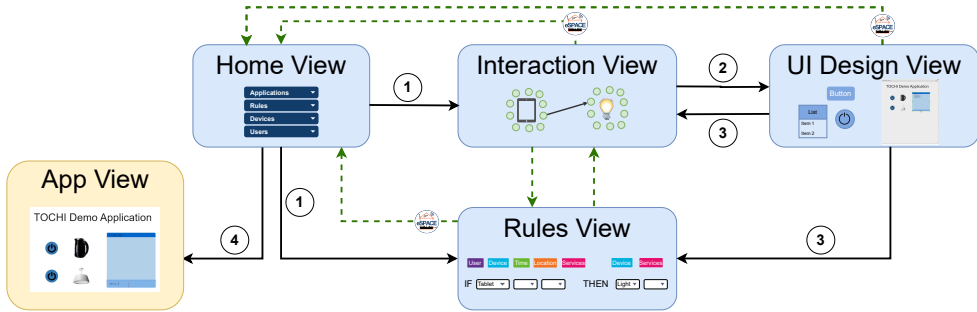 eSPACE
eSPACE
Home View
Applications
Rules
Devices
Users
1
Interaction View
2
3
UI Design View
Button
List
Item 1
Item 2
TOCHI Demo Application
App View
TOCHI Demo Application
4
1
eSPACE
Rules View
User Device Time Location Services Device Services
IF Tablet THEN Light
3